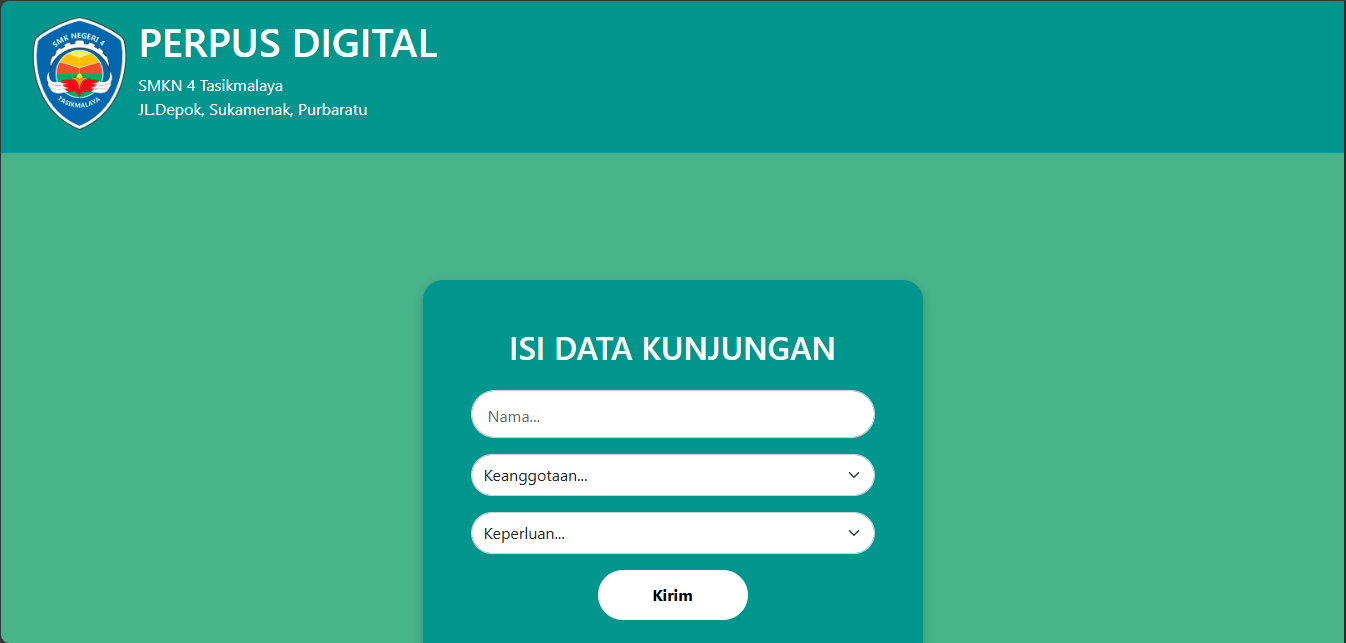 SMK NEGERI 4
TASIKMALAYA
PERPUS DIGITAL
SMKN 4 Tasikmalaya
JL.Depok, Sukamenak, Purbaratu
ISI DATA KUNJUNGAN
Nama...
Keanggotaan...
Keperluan...
Kirim